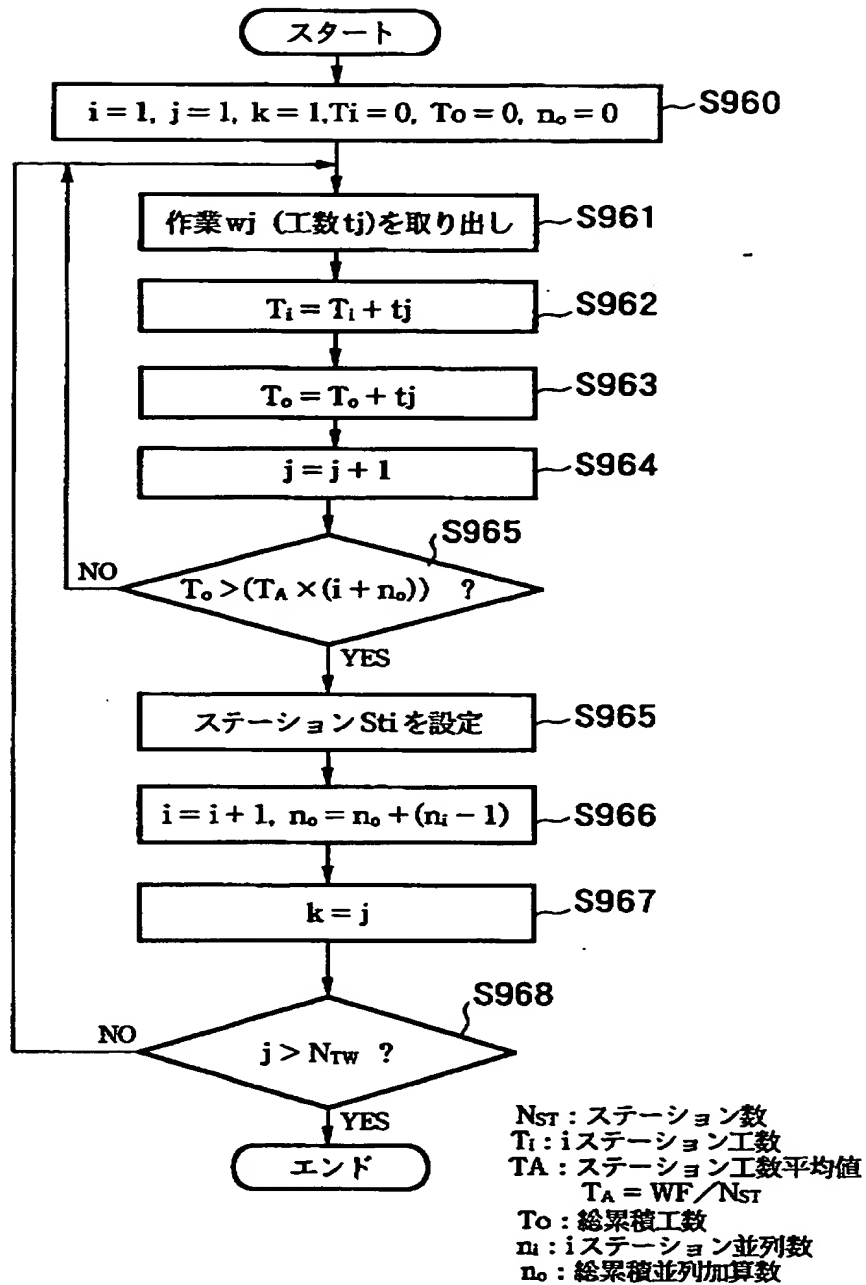 スタート
i = 1, j = 1, k = 1,Ti = 0, To = 0, no = 0
S960
作業wj (工数tj)を取り出し
S961
Ti = Ti + tj
S962
To = To + tj
S963
j = j + 1
S964
S965
NO
To >(TA × (i + no)) ?
YES
ステーションStiを設定
S965
i = i + 1, no = no + (ni − 1)
S966
k = j
S967
S968
NO
j > NTW ?
YES
エンド
NST : ステーション数
Ti : iステーション工数
TA : ステーション工数平均値
TA = WF/NST
To : 総累積工数
ni : iステーション並列数
no : 総累積並列加算数